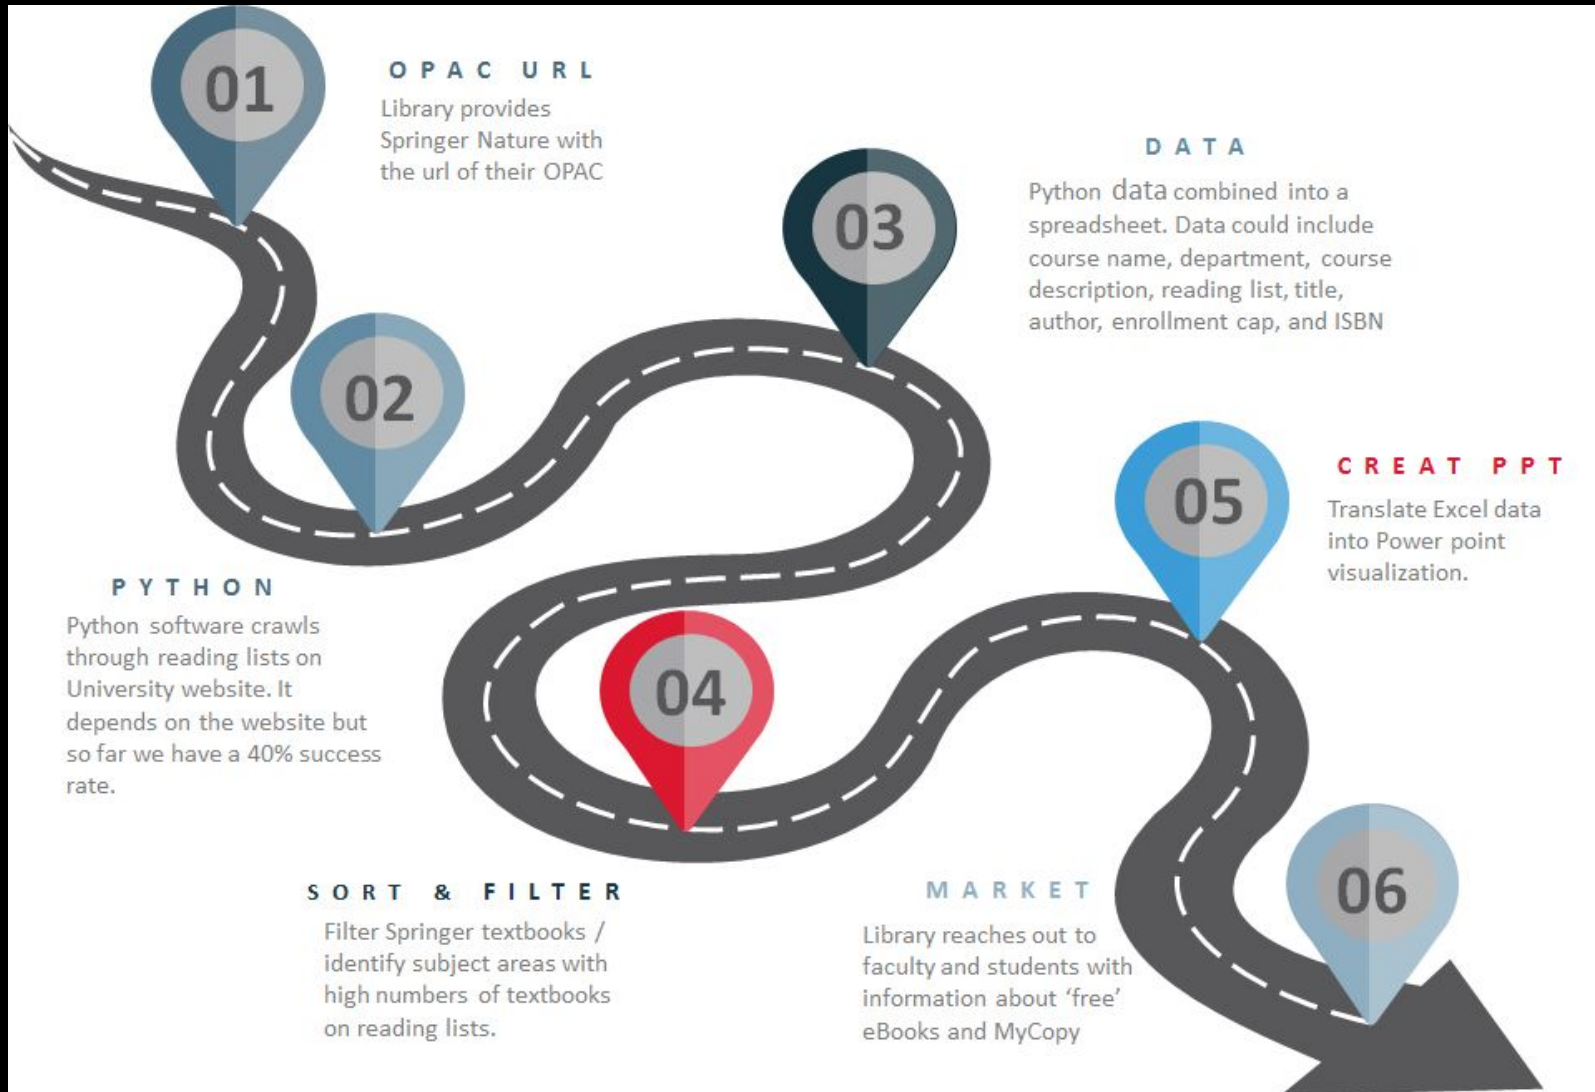 01
OPAC URL
Library provides
Springer Nature with
the url of their OPAC
02
PYTHON
Python software crawls
through reading lists on
University website. It
depends on the website but
so far we have a 40% success
rate.
03
DATA
Python data combined into a
spreadsheet. Data could include
course name, department, course
description, reading list, title,
author, enrollment cap, and ISBN
04
SORT & FILTER
Filter Springer textbooks /
identify subject areas with
high numbers of textbooks
on reading lists.
05
CREAT PPT
Translate Excel data
into Power point
visualization.
06
MARKET
Library reaches out to
faculty and students with
information about ‘free’
eBooks and MyCopy